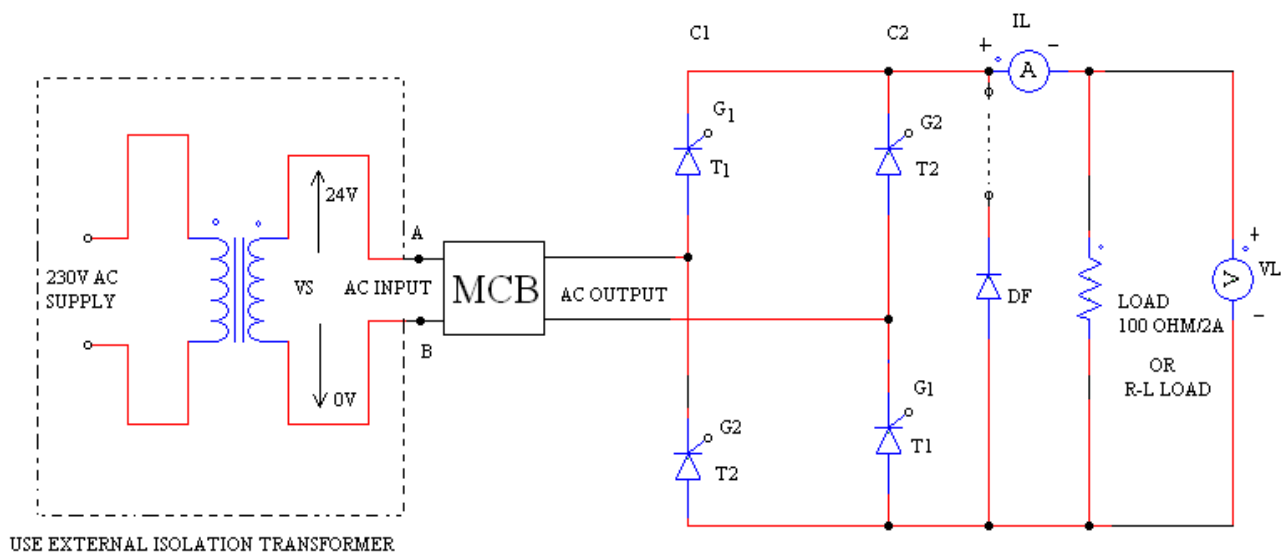 C1
C2
IL
+
A
−
G1
T1
G2
T2
24V
A
230V AC
SUPPLY
VS
AC INPUT
MCB
AC OUTPUT
B
0V
DF
LOAD
100 OHM/2A
OR
R-L LOAD
+
V
VL
−
G2
T2
G1
T1
USE EXTERNAL ISOLATION TRANSFORMER